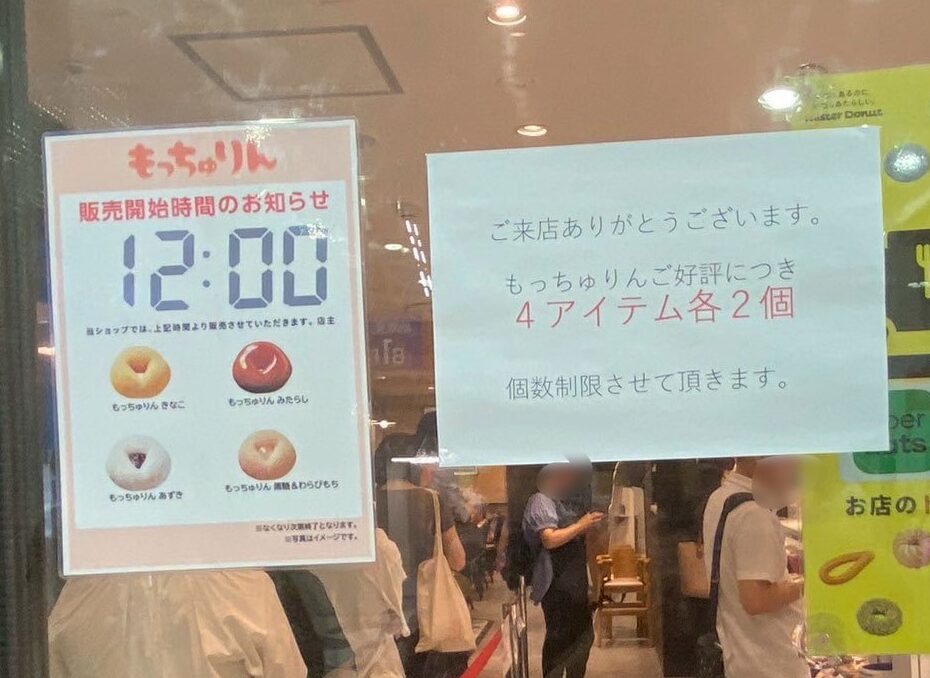 もっちゅりん
販売開始時間のお知らせ
12:00
当ショップでは、上記時間より販売させていただきます。店主
もっちゅりん きなこ
もっちゅりん みたらし
もっちゅりん あずき
もっちゅりん 黒糖&わらびもち
※なくなり次第終了となります。
※写真はイメージです。
ご来店ありがとうございます。
もっちゅりんご好評につき
4アイテム各2個
個数制限させて頂きます。
Mister Donut
お店の